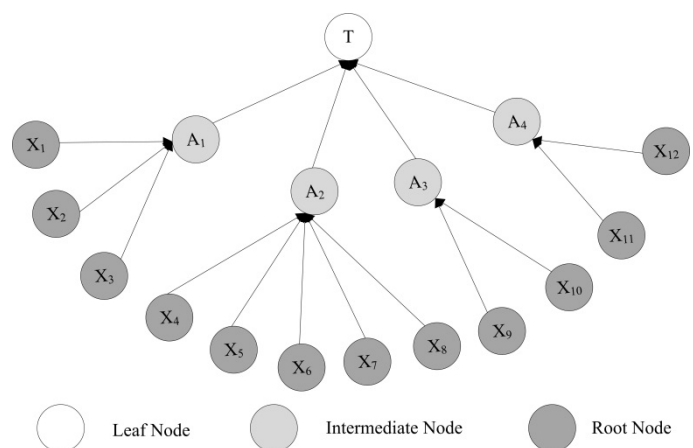 T
A₁
A₄
X₁
X₁₂
A₂
A₃
X₂
X₁₁
X₃
X₁₀
X₄
X₉
X₅
X₈
X₆
X₇
Leaf Node
Intermediate Node
Root Node